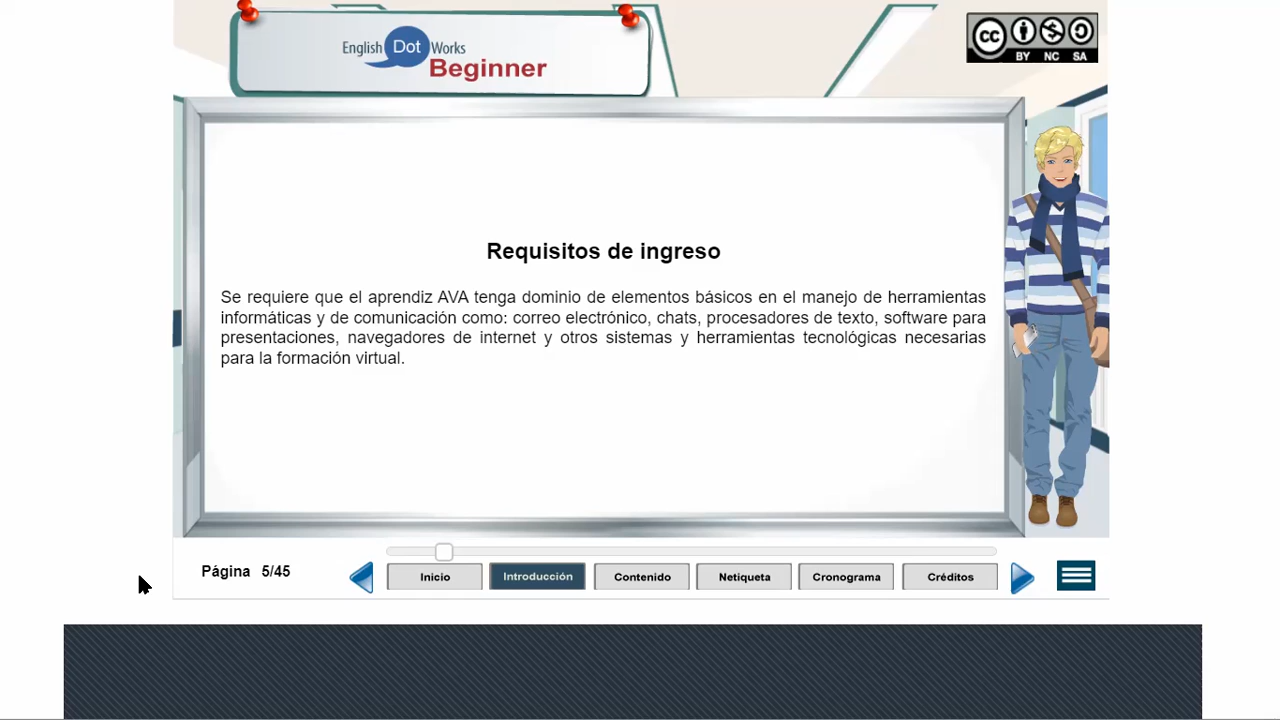 English Dot Works
Beginner
cc
BY NC SA
Requisitos de ingreso
Se requiere que el aprendiz AVA tenga dominio de elementos básicos en el manejo de herramientas
informáticas y de comunicación como: correo electrónico, chats, procesadores de texto, software para
presentaciones, navegadores de internet y otros sistemas y herramientas tecnológicas necesarias
para la formación virtual.
Página 5/45
Inicio
Introducción
Contenido
Netiqueta
Cronograma
Créditos